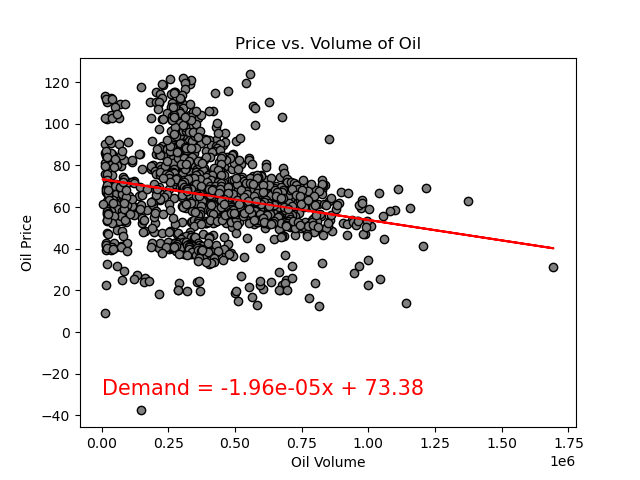 Price vs. Volume of Oil
120
100
80
60
40
20
0
−20
−40
Oil Price
Demand = -1.96e-05x + 73.38
0.00 0.25 0.50 0.75 1.00 1.25 1.50 1.75
1e6
Oil Volume